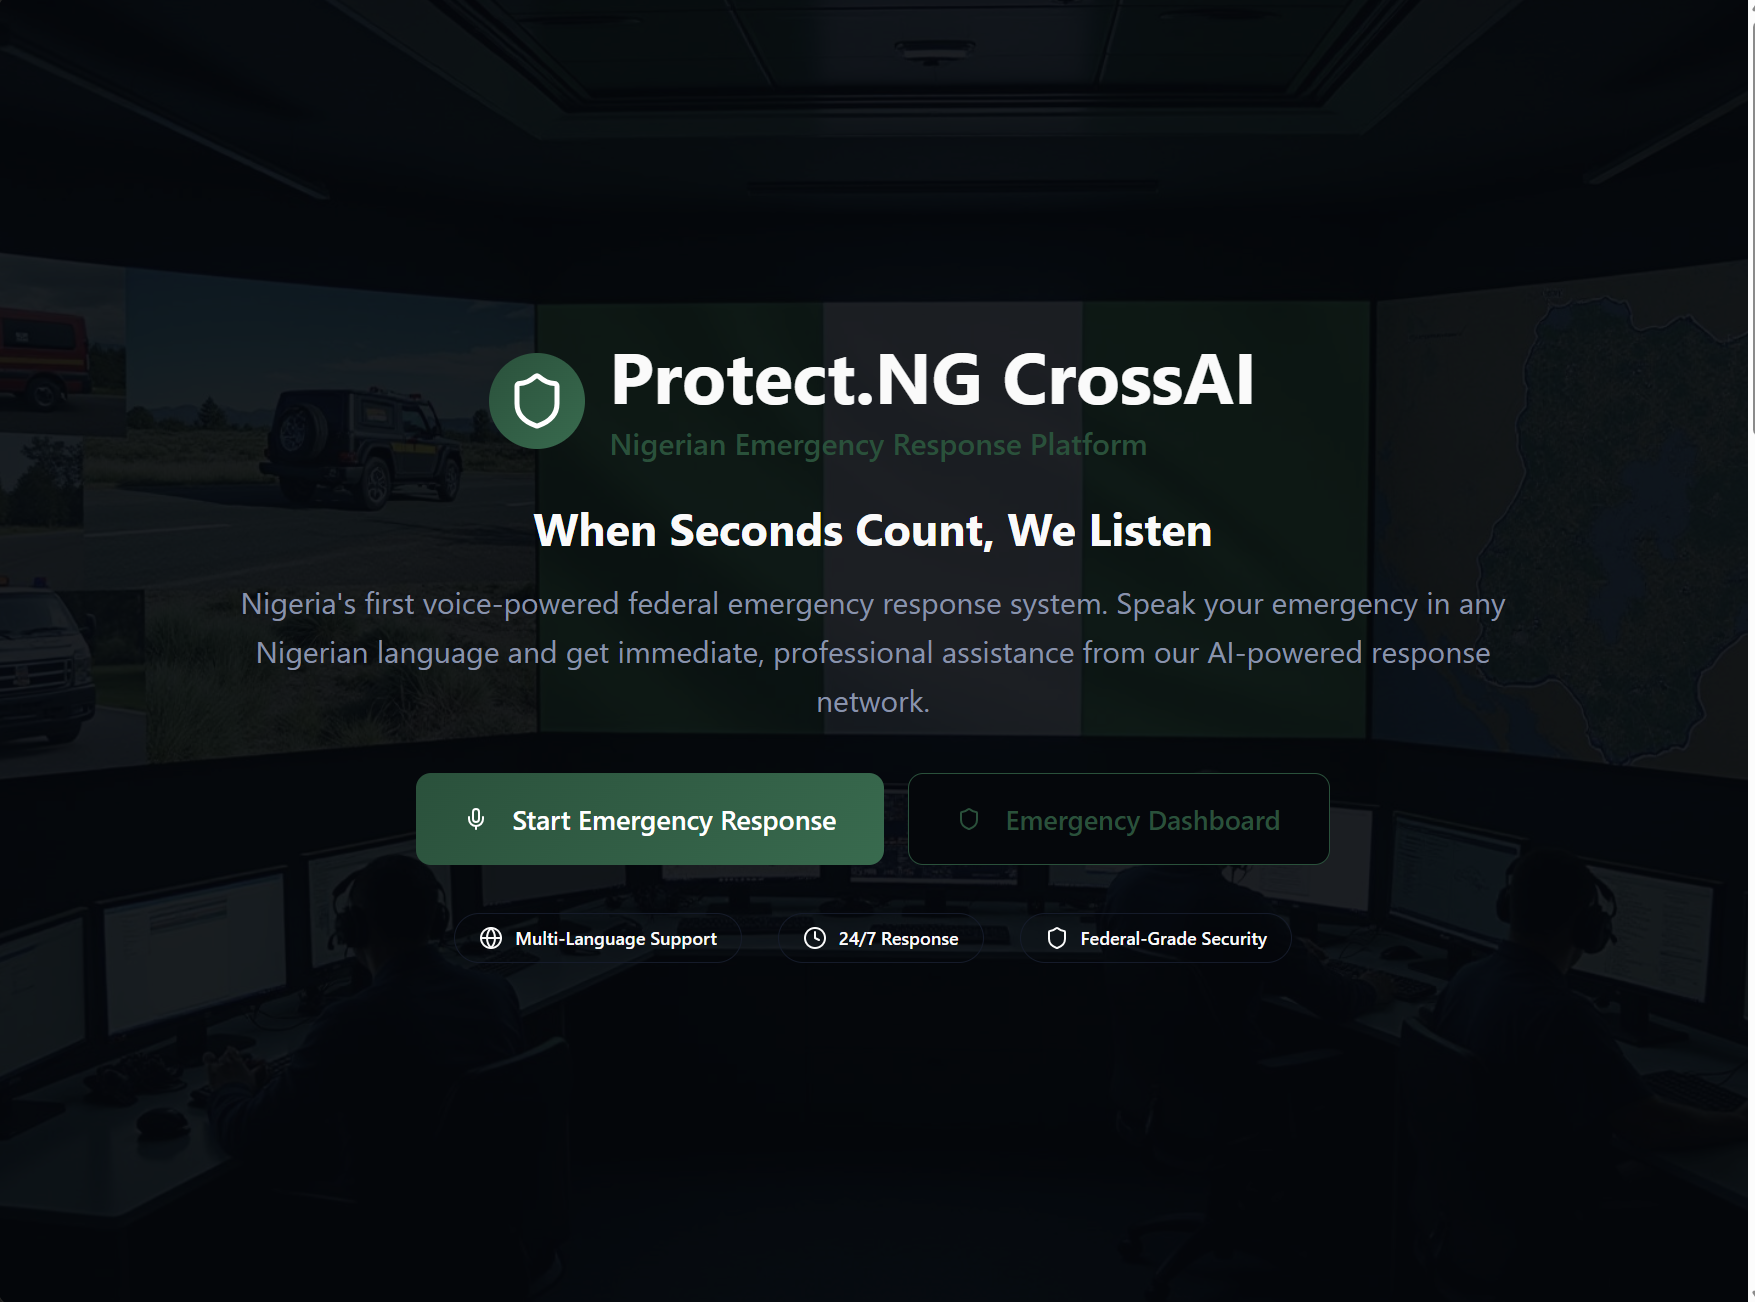 Protect.NG CrossAI
Nigerian Emergency Response Platform
When Seconds Count, We Listen
Nigeria's first voice-powered federal emergency response system. Speak your emergency in any
Nigerian language and get immediate, professional assistance from our AI-powered response
network.
Start Emergency Response
Emergency Dashboard
Multi-Language Support
24/7 Response
Federal-Grade Security